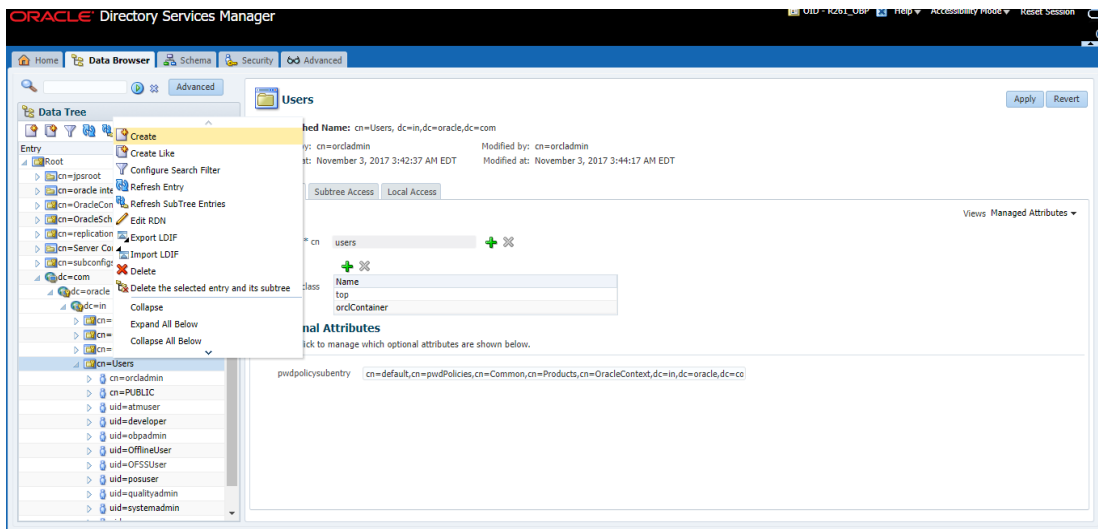 ORACLE Directory Services Manager
OID - R261_OBP Help Accessibility Mode Reset Session
Home Data Browser Schema Security Advanced
Advanced
Data Tree
Entry
Root
cn=jpsroot
cn=oracle inte
cn=OracleCon
cn=OracleSch
cn=replication
cn=Server Co
cn=subconfigs
dc=com
dc=oracle
dc=in
cn=
cn=
cn=
cn=Users
cn=orcladmin
cn=PUBLIC
uid=atmuser
uid=developer
uid=obpadmin
uid=OfflineUser
uid=OFSSUser
uid=posuser
uid=qualityadmin
uid=systemadmin
Create
Create Like
Configure Search Filter
Refresh Entry
Refresh SubTree Entries
Edit RDN
Export LDIF
Import LDIF
Delete
Delete the selected entry and its subtree
Collapse
Expand All Below
Collapse All Below
Users
Apply Revert
hed Name: cn=Users, dc=in,dc=oracle,dc=com
y: cn=orcladmin Modified by: cn=orcladmin
at: November 3, 2017 3:42:37 AM EDT Modified at: November 3, 2017 3:44:17 AM EDT
Subtree Access Local Access
Views Managed Attributes
* cn users
class
Name
top
orclContainer
nal Attributes
lick to manage which optional attributes are shown below.
pwdpolicysubentry cn=default,cn=pwdPolicies,cn=Common,cn=Products,cn=OracleContext,dc=in,dc=oracle,dc=co